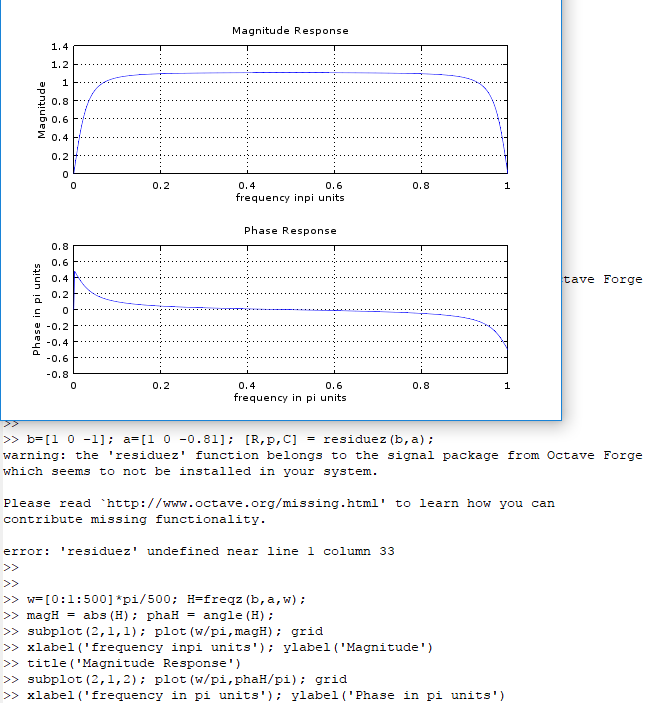 Magnitude Response
1.4
1.2
1
0.8
0.6
0.4
0.2
0
Magnitude
0 0.2 0.4 0.6 0.8 1
frequency inpi units
Phase Response
0.8
0.6
0.4
0.2
0
-0.2
-0.4
-0.6
-0.8
Phase in pi units
0 0.2 0.4 0.6 0.8 1
frequency in pi units
tave Forge
>>
>> b=[1 0 -1]; a=[1 0 -0.81]; [R,p,C] = residuez(b,a);
warning: the 'residuez' function belongs to the signal package from Octave Forge
which seems to not be installed in your system.
Please read `http://www.octave.org/missing.html' to learn how you can
contribute missing functionality.
error: 'residuez' undefined near line 1 column 33
>>
>>
>> w=[0:1:500]*pi/500; H=freqz(b,a,w);
>> magH = abs(H); phaH = angle(H);
>> subplot(2,1,1); plot(w/pi,magH); grid
>> xlabel('frequency inpi units'); ylabel('Magnitude')
>> title('Magnitude Response')
>> subplot(2,1,2); plot(w/pi,phaH/pi); grid
>> xlabel('frequency in pi units'); ylabel('Phase in pi units')